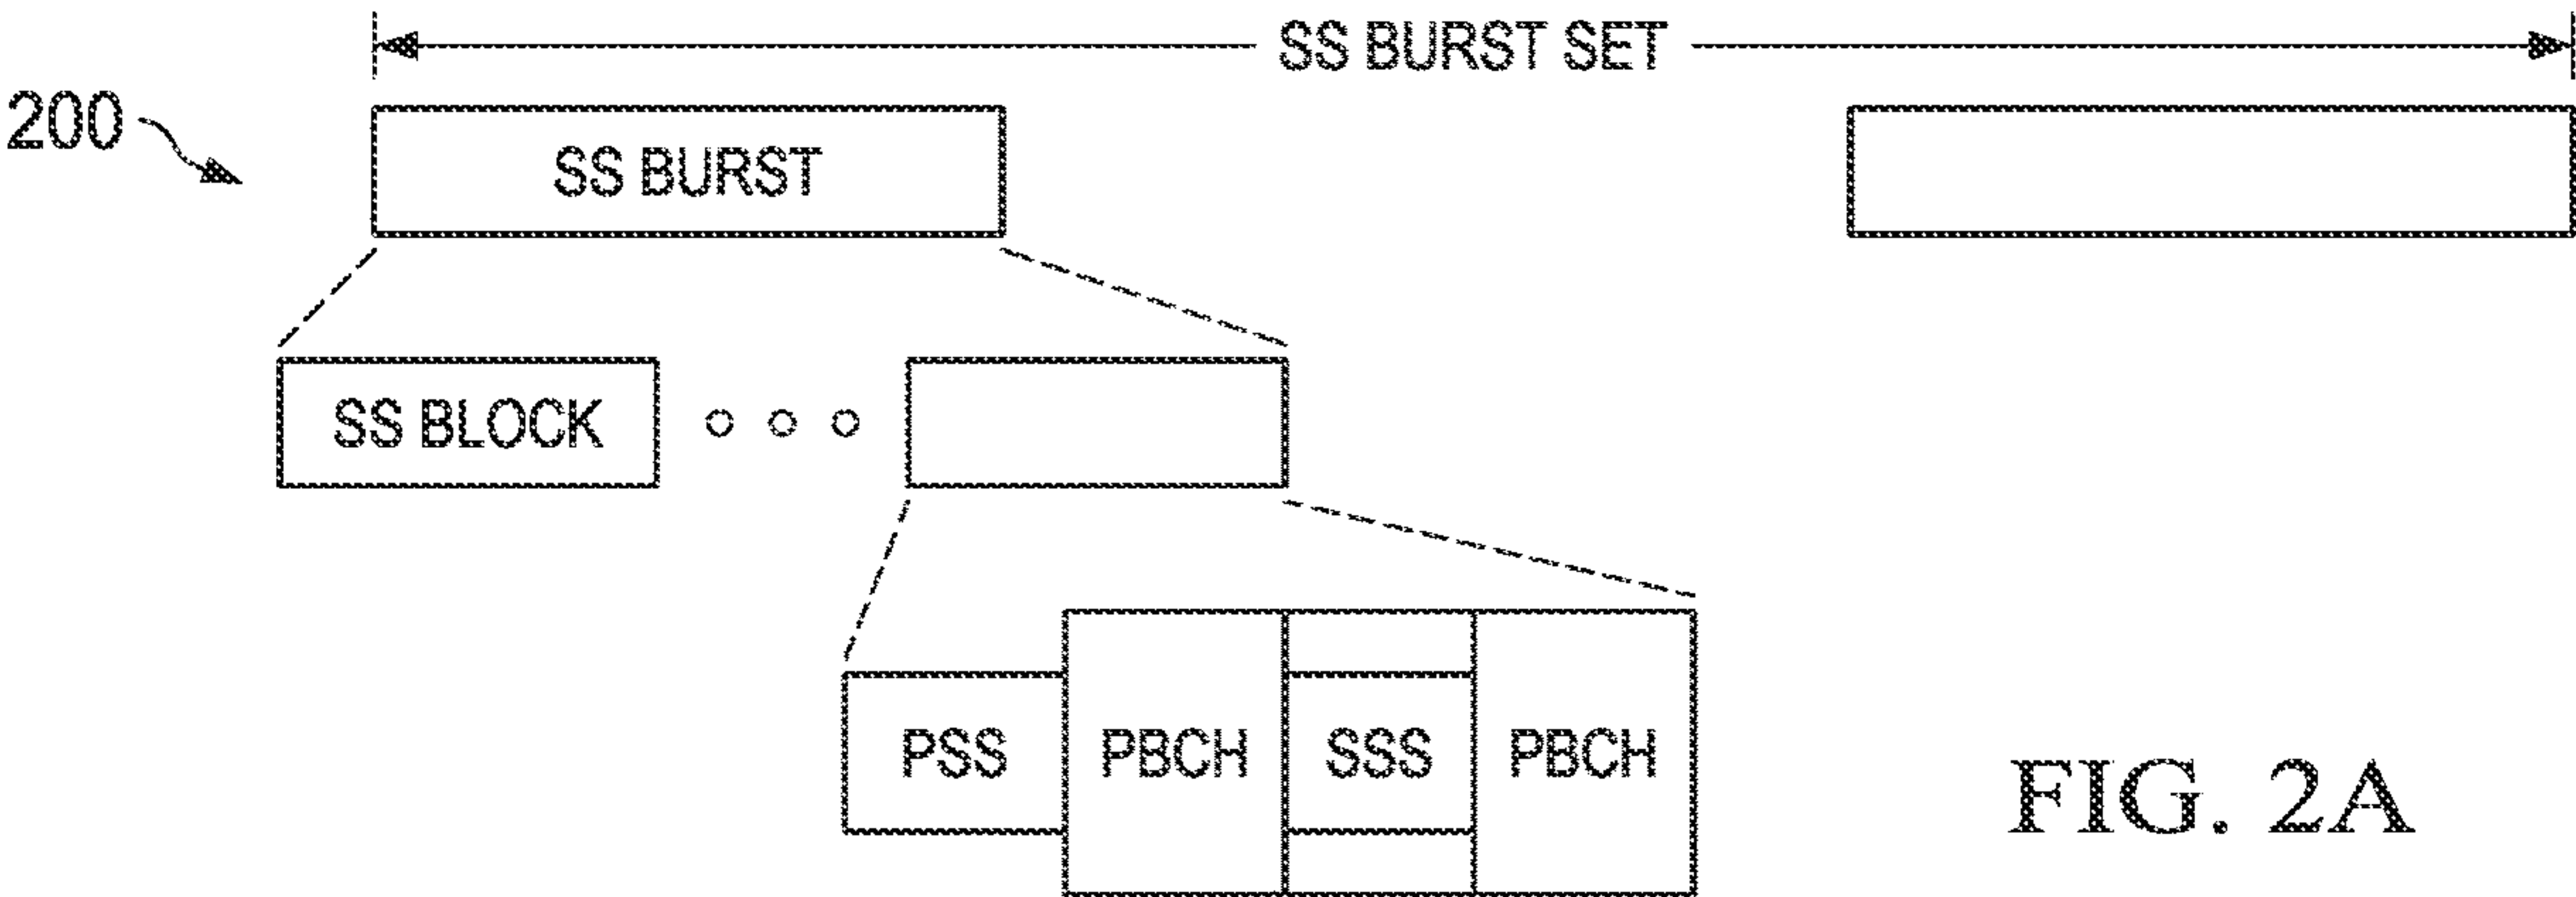 SS BURST SET
200
SS BURST
SS BLOCK
PSS PBCH SSS PBCH
FIG. 2A